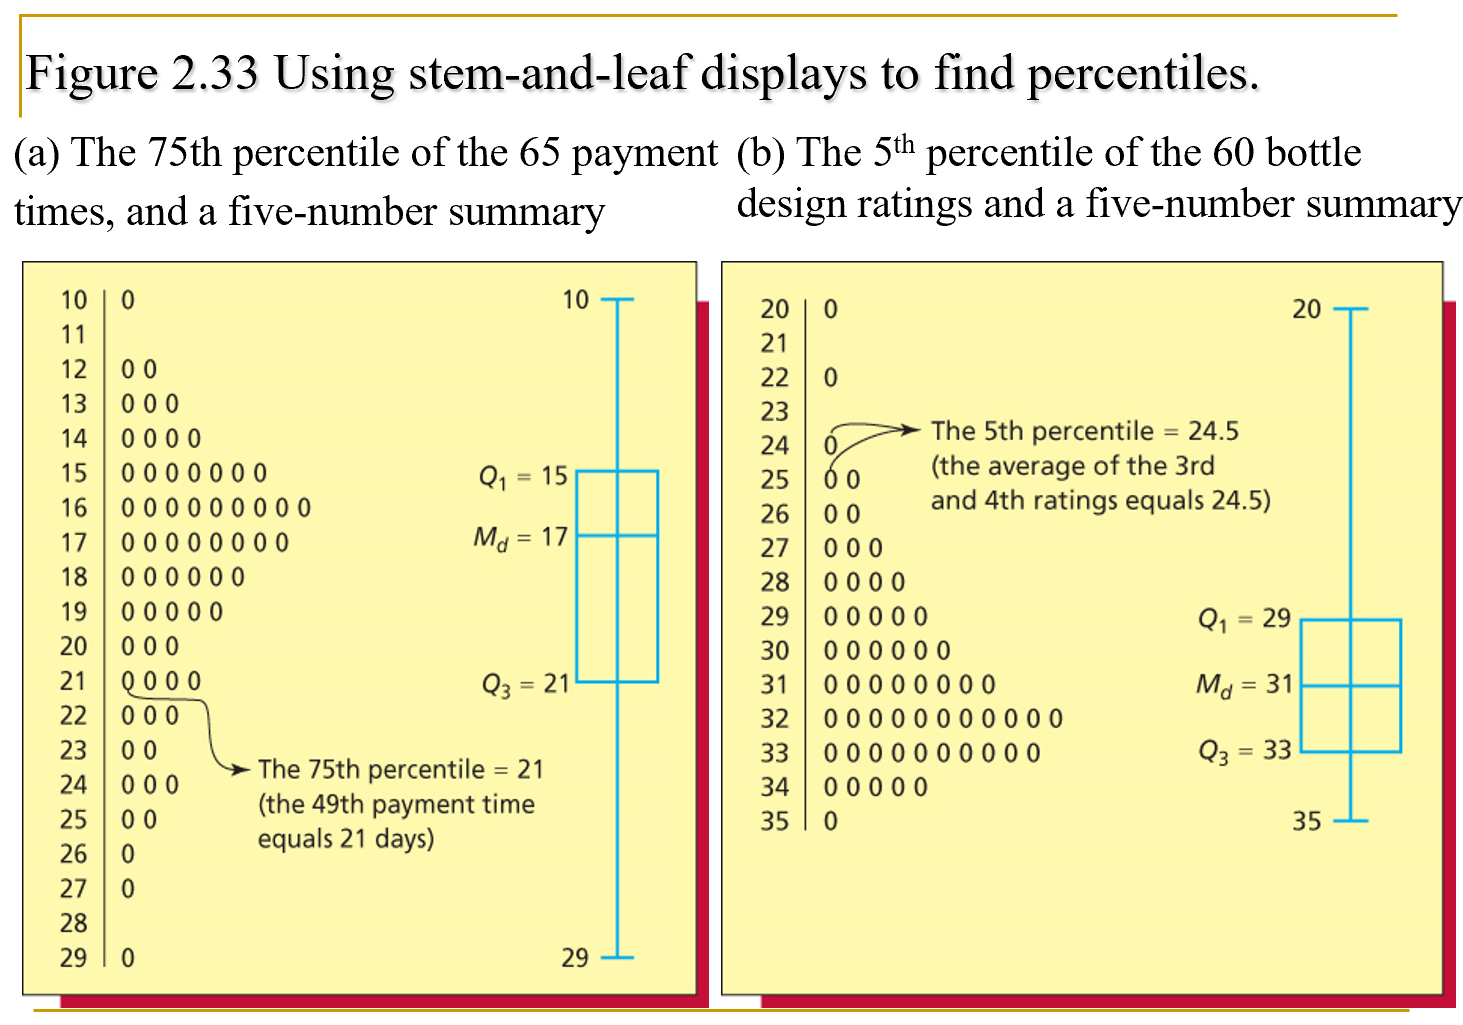 Figure 2.33 Using stem-and-leaf displays to find percentiles.
(a) The 75th percentile of the 65 payment
times, and a five-number summary
(b) The 5th percentile of the 60 bottle
design ratings and a five-number summary
10 0
11
12 0 0
13 0 0 0
14 0 0 0 0
15 0 0 0 0 0 0 0
16 0 0 0 0 0 0 0 0 0
17 0 0 0 0 0 0 0 0
18 0 0 0 0 0 0
19 0 0 0 0 0
20 0 0 0
21 0 0 0 0
22 0 0 0
23 0 0
24 0 0 0
25 0 0
26 0
27 0
28
29 0
The 75th percentile = 21
(the 49th payment time
equals 21 days)
10
Q1 = 15
Md = 17
Q3 = 21
29
20 0
21
22 0
23
24 0
25 0 0
26 0 0
27 0 0 0
28 0 0 0 0
29 0 0 0 0 0
30 0 0 0 0 0 0
31 0 0 0 0 0 0 0 0
32 0 0 0 0 0 0 0 0 0 0 0
33 0 0 0 0 0 0 0 0 0 0
34 0 0 0 0 0
35 0
The 5th percentile = 24.5
(the average of the 3rd
and 4th ratings equals 24.5)
20
Q1 = 29
Md = 31
Q3 = 33
35